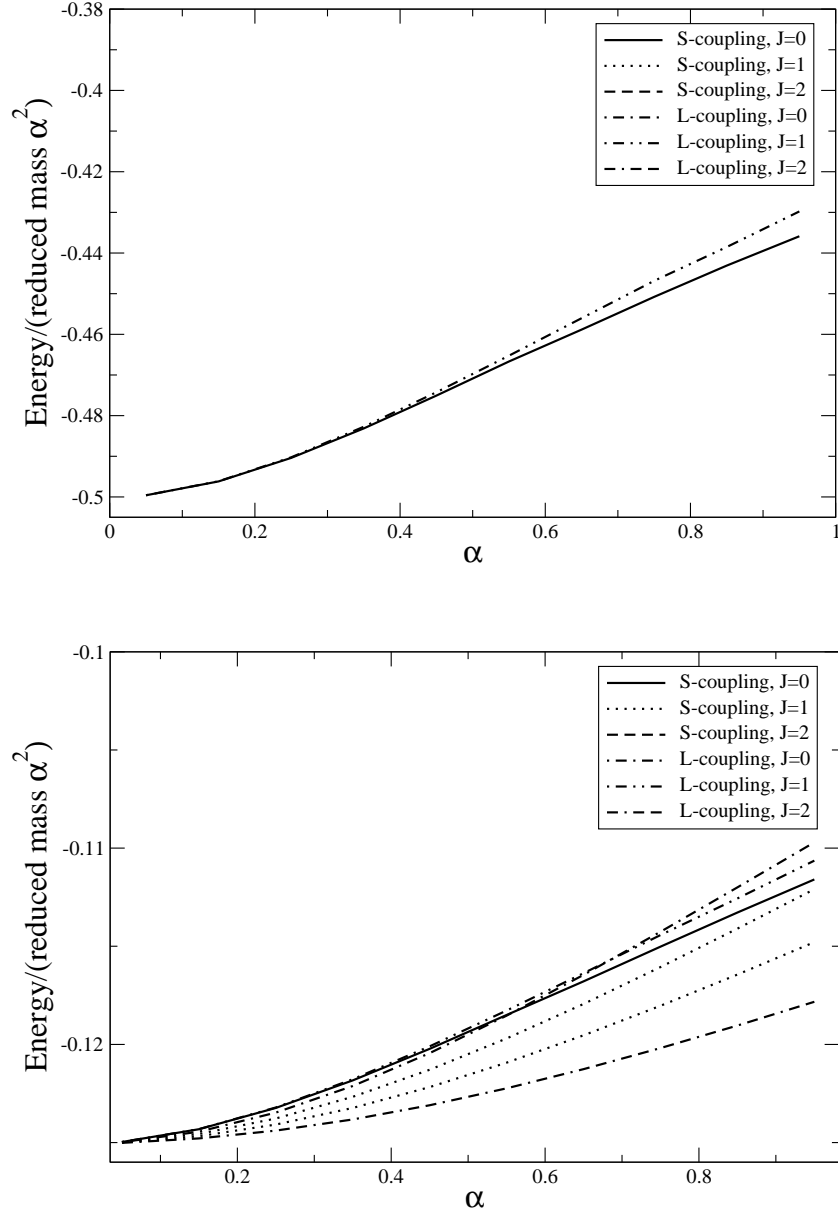 -0.38
-0.4
-0.42
-0.44
-0.46
-0.48
-0.5
Energy/(reduced mass α²)
S-coupling, J=0
S-coupling, J=1
S-coupling, J=2
L-coupling, J=0
L-coupling, J=1
L-coupling, J=2
0 0.2 0.4 0.6 0.8 1
α
-0.1
-0.11
-0.12
Energy/(reduced mass α²)
S-coupling, J=0
S-coupling, J=1
S-coupling, J=2
L-coupling, J=0
L-coupling, J=1
L-coupling, J=2
0.2 0.4 0.6 0.8
α